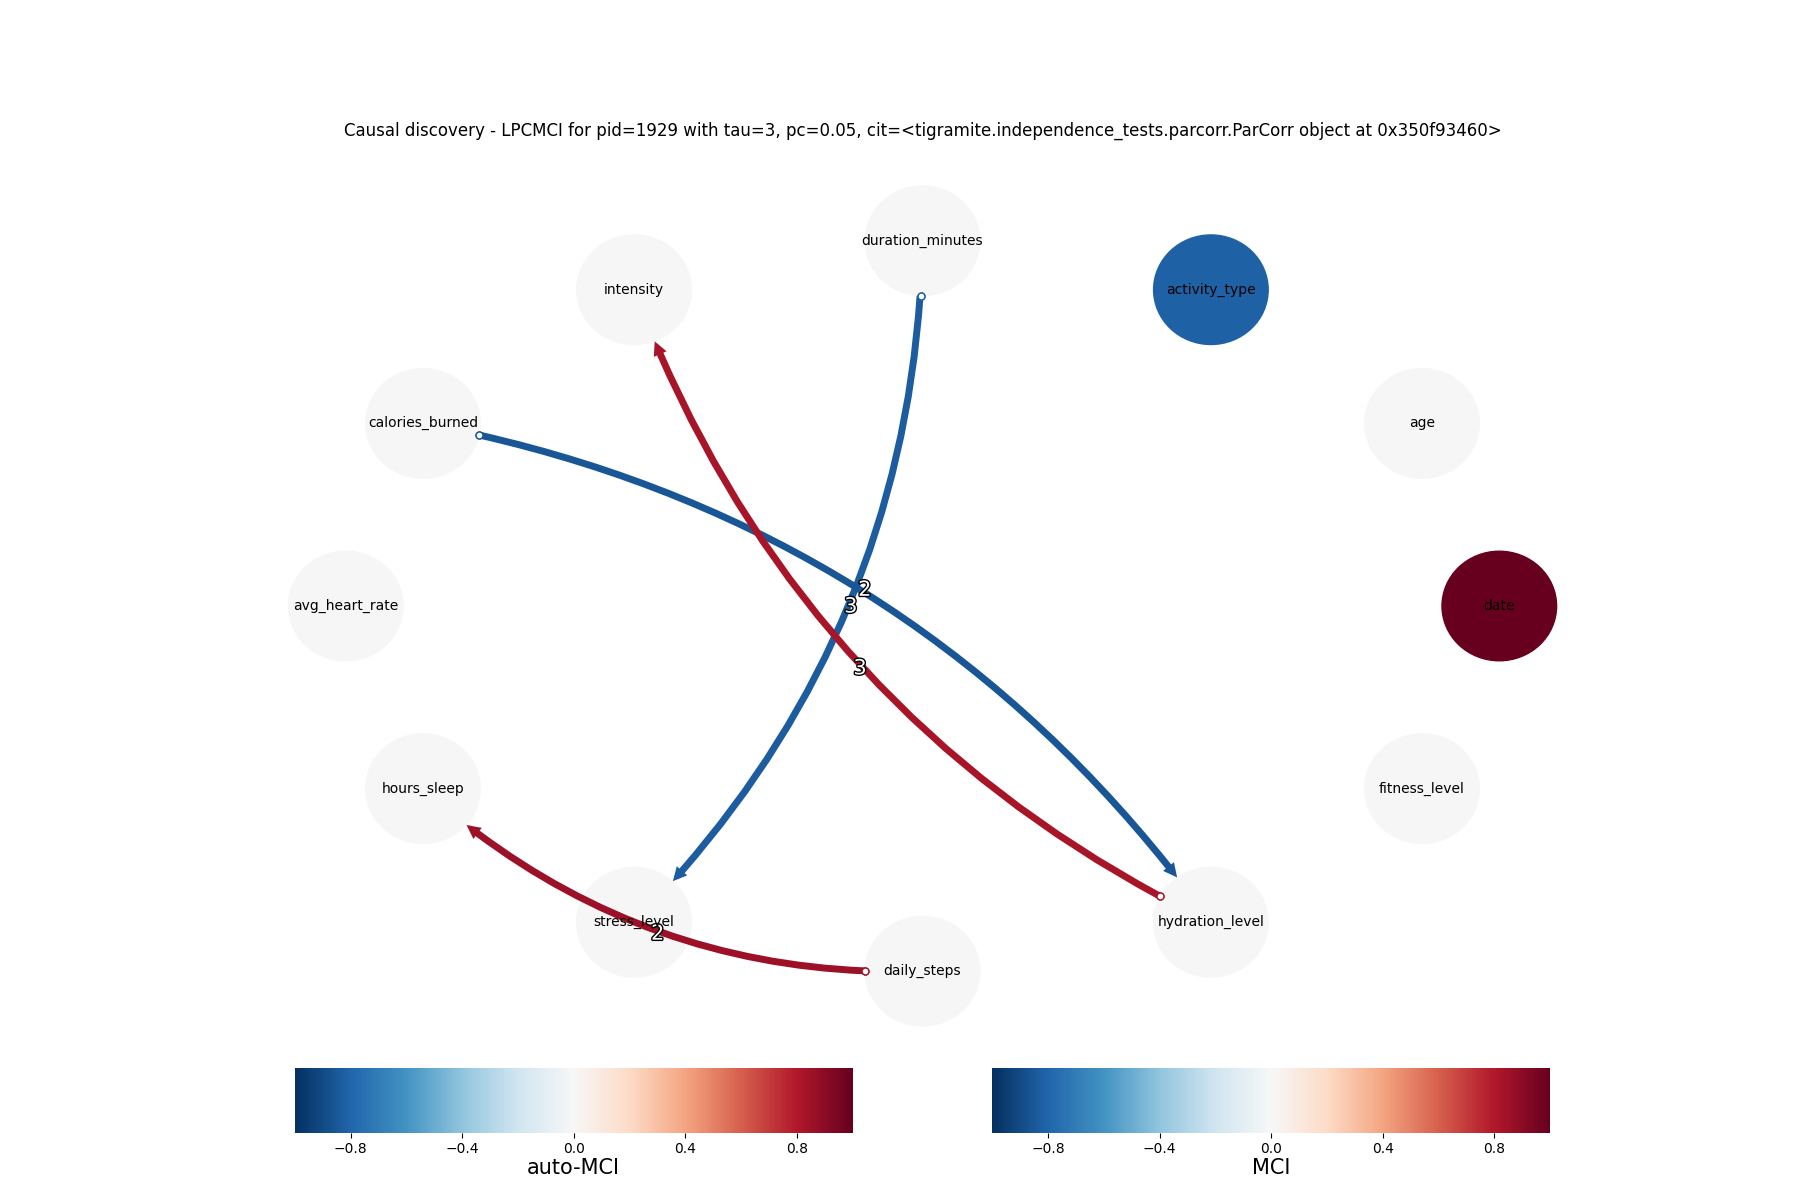 Causal discovery - LPCMCI for pid=1929 with tau=3, pc=0.05, cit=<tigramite.independence_tests.parcorr.ParCorr object at 0x350f93460>
duration_minutes
intensity
activity_type
calories_burned
age
2
3
avg_heart_rate
date
3
hours_sleep
fitness_level
stress_level
2
hydration_level
daily_steps
−0.8 −0.4 0.0 0.4 0.8
auto-MCI
−0.8 −0.4 0.0 0.4 0.8
MCI